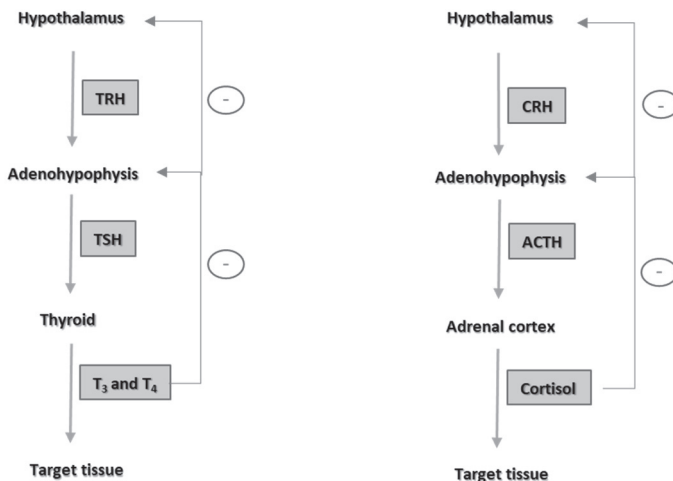 Hypothalamus
TRH
-
Adenohypophysis
TSH
-
Thyroid
T₃ and T₄
Target tissue
Hypothalamus
CRH
-
Adenohypophysis
ACTH
-
Adrenal cortex
Cortisol
Target tissue